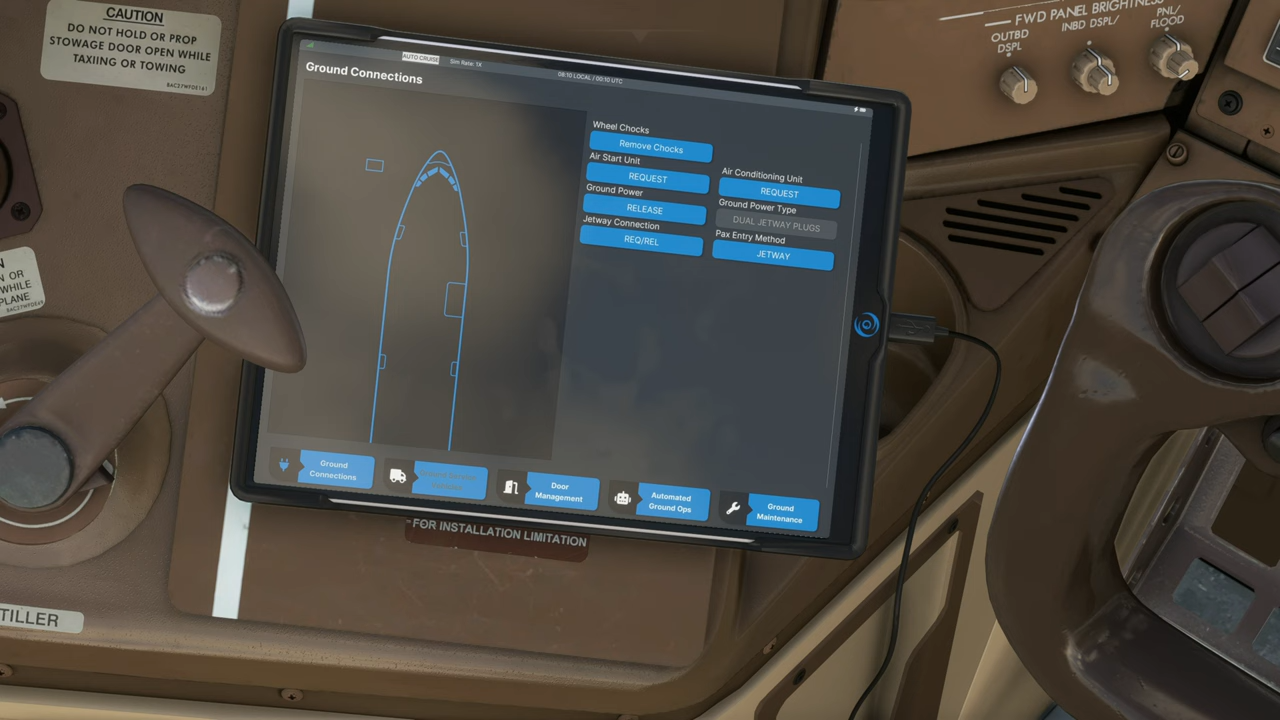 CAUTION
DO NOT HOLD OR PROP
STOWAGE DOOR OPEN WHILE
TAXIING OR TOWING
BAC27WFDE161
N
N OR
WHILE
PLANE
TILLER
AUTO CRUISE
Sim Rate: 1X
08:10 LOCAL / 00:10 UTC
Ground Connections
Wheel Chocks
Remove Chocks
Air Start Unit
REQUEST
Air Conditioning Unit
REQUEST
Ground Power
RELEASE
Ground Power Type
DUAL JETWAY PLUGS
Jetway Connection
REQ/REL
Pax Entry Method
JETWAY
Ground
Connections
Door
Management
Automated
Ground Ops
Ground
Maintenance
FOR INSTALLATION LIMITATION
FWD PANEL BRIGHTNESS
OUTBD
DSPL
INBD DSPL/
PNL/
FLOOD